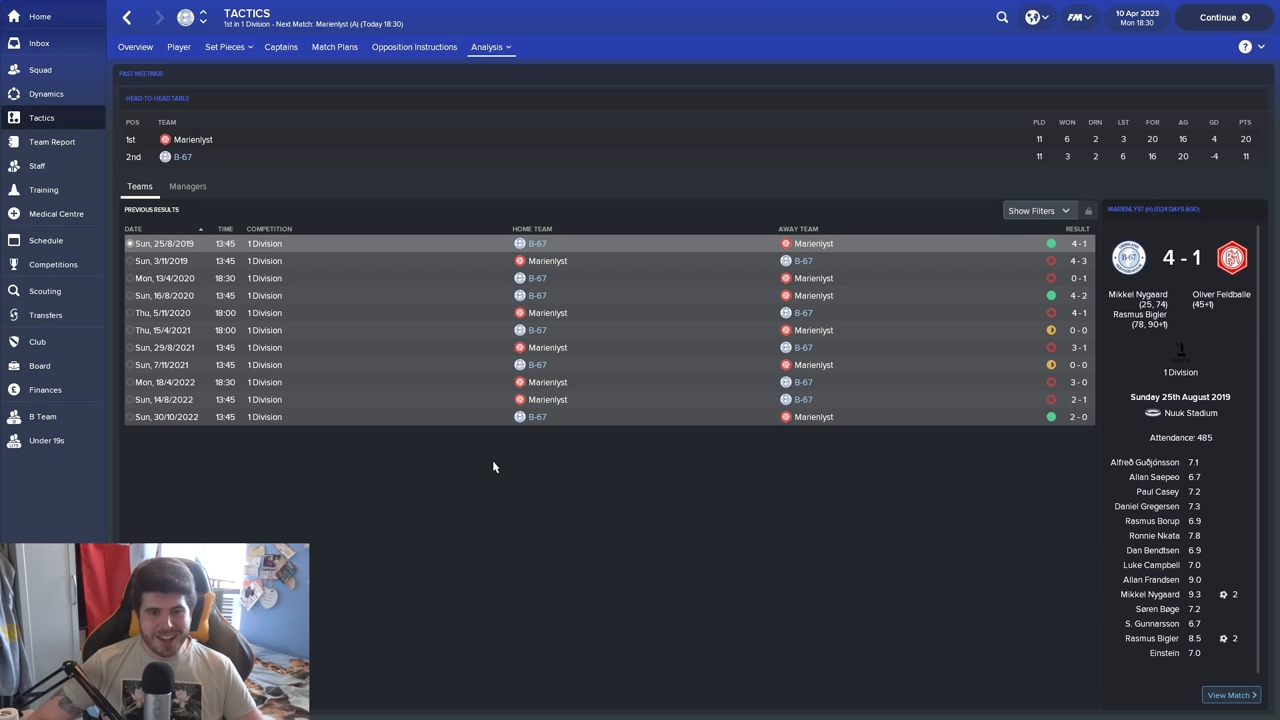 TACTICS
1st in 1 Division - Next Match: Marienlyst (A) (Today 18:30)
FM
10 Apr 2023
Mon 18:30
Continue
Home
Inbox
Squad
Dynamics
Tactics
Team Report
Staff
Training
Medical Centre
Schedule
Competitions
Scouting
Transfers
Club
Board
Finances
B Team
Under 19s
Overview Player Set Pieces Captains Match Plans Opposition Instructions Analysis ?
PAST MEETINGS
HEAD-TO-HEAD TABLE
POS TEAM PLD WON DRN LST FOR AG GD PTS
1st Marienlyst 11 6 2 3 20 16 4 20
2nd B-67 11 3 2 6 16 20 -4 11
Teams Managers
PREVIOUS RESULTS
Show Filters
DATE TIME COMPETITION HOME TEAM AWAY TEAM RESULT
Sun, 25/8/2019 13:45 1 Division B-67 Marienlyst 4 - 1
Sun, 3/11/2019 13:45 1 Division Marienlyst B-67 4 - 3
Mon, 13/4/2020 18:30 1 Division B-67 Marienlyst 0 - 1
Sun, 16/8/2020 13:45 1 Division B-67 Marienlyst 4 - 2
Thu, 5/11/2020 18:00 1 Division Marienlyst B-67 4 - 1
Thu, 15/4/2021 18:00 1 Division B-67 Marienlyst 0 - 0
Sun, 29/8/2021 13:45 1 Division Marienlyst B-67 3 - 1
Sun, 7/11/2021 13:45 1 Division B-67 Marienlyst 0 - 0
Mon, 18/4/2022 18:30 1 Division Marienlyst B-67 3 - 0
Sun, 14/8/2022 13:45 1 Division Marienlyst B-67 2 - 1
Sun, 30/10/2022 13:45 1 Division B-67 Marienlyst 2 - 0
MARIENLYST (H) (1324 DAYS AGO)
B-67
4 - 1
Mikkel Nygaard
(25, 74)
Rasmus Bigler
(78, 90+1)
Oliver Feldballe
(45+1)
1 Division
Sunday 25th August 2019
Nuuk Stadium
Attendance: 485
Alfreð Guðjónsson 7.1
Allan Saepeo 6.7
Paul Casey 7.2
Daniel Gregersen 7.3
Rasmus Borup 6.9
Ronnie Nkata 7.8
Dan Bendtsen 6.9
Luke Campbell 7.0
Allan Frandsen 9.0
Mikkel Nygaard 9.3 2
Søren Bøge 7.2
S. Gunnarsson 6.7
Rasmus Bigler 8.5 2
Einstein 7.0
View Match